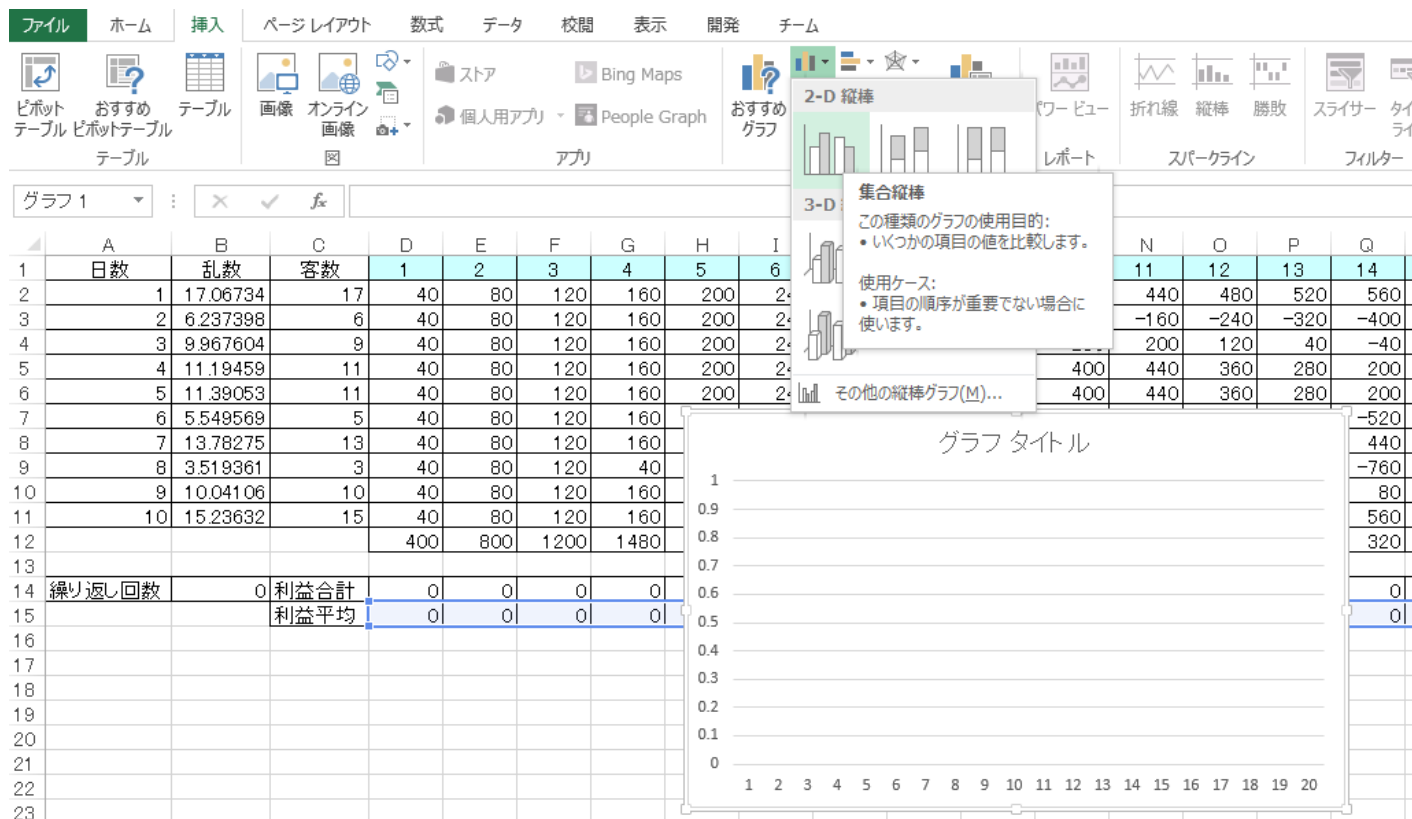 ファイル ホーム 挿入 ページ レイアウト 数式 データ 校閲 表示 開発 チーム
ピボット テーブル おすすめ ピボットテーブル テーブル 画像 オンライン 画像 ストア 個人用アプリ Bing Maps People Graph おすすめ グラフ ビュー 折れ線 縦棒 勝敗 スライサー
テーブル 図 アプリ レポート スパークライン フィルター
2-D 縦棒
集合縦棒
この種類のグラフの使用目的:
• いくつかの項目の値を比較します。
使用ケース:
• 項目の順序が重要でない場合に
使います。
3-D
その他の縦棒グラフ(M)...
グラフ 1 fx
A B C D E F G H I N O P Q
1 日数 乱数 客数 1 2 3 4 5 6 11 12 13 14
2 1 17.06734 17 40 80 120 160 200 440 480 520 560
3 2 6.237398 6 40 80 120 160 200 -160 -240 -320 -400
4 3 9.967604 9 40 80 120 160 200 200 120 40 -40
5 4 11.19459 11 40 80 120 160 200 400 440 360 280 200
6 5 11.39053 11 40 80 120 160 200 400 440 360 280 200
7 6 5.549569 5 40 80 120 160 -520
8 7 13.78275 13 40 80 120 160 440
9 8 3.519361 3 40 80 120 40 -760
10 9 10.04106 10 40 80 120 160 80
11 10 15.23632 15 40 80 120 160 560
12 400 800 1200 1480 320
13
14 繰り返し回数 0 利益合計 0 0 0 0 0
15 利益平均 0 0 0 0 0
16
17
18
19
20
21
22
23
グラフ タイトル
1
0.9
0.8
0.7
0.6
0.5
0.4
0.3
0.2
0.1
0
1 2 3 4 5 6 7 8 9 10 11 12 13 14 15 16 17 18 19 20